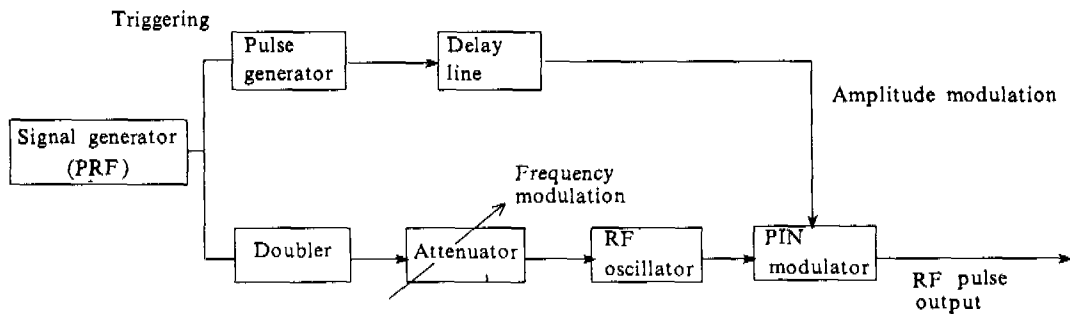 Triggering
Pulse
generator
Delay
line
Amplitude modulation
Signal generator
(PRF)
Frequency
modulation
Doubler
Attenuator
RF
oscillator
PIN
modulator
RF pulse
output